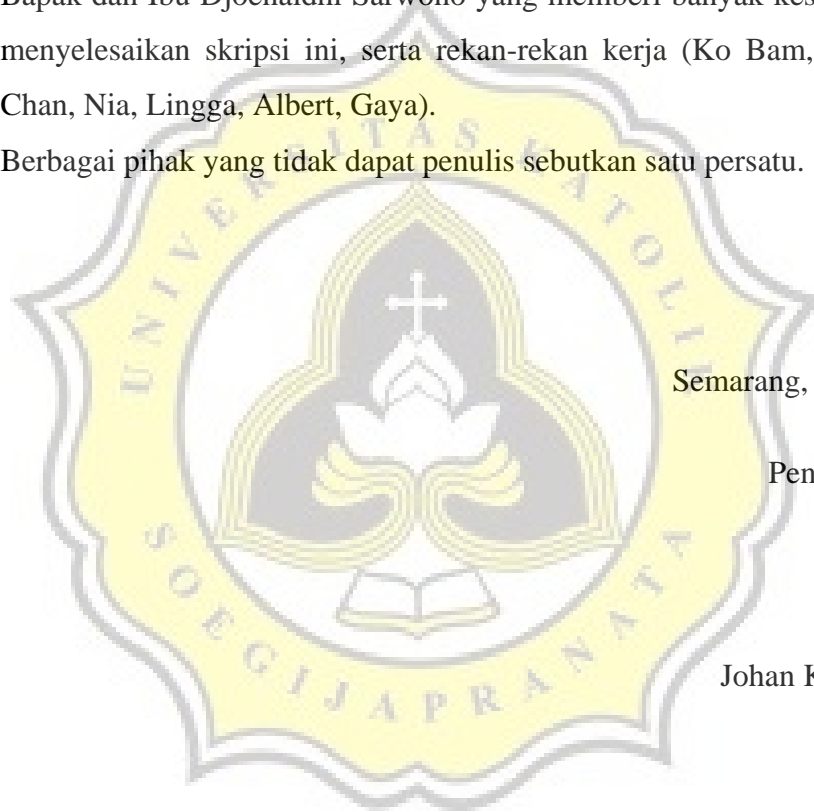 Bapak dan Ibu Djoenaidhi Sarwono yang memberi banyak kes
menyelesaikan skripsi ini, serta rekan-rekan kerja (Ko Bam,
Chan, Nia, Lingga, Albert, Gaya).
Berbagai pihak yang tidak dapat penulis sebutkan satu persatu.
UNIVERSITAS KATOLIK
Semarang,
Pen
SOEGIJAPRANATA
Johan K